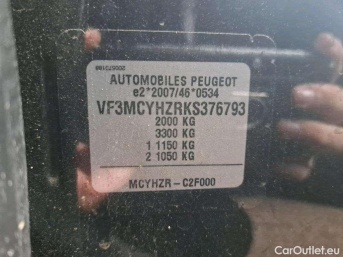 AUTOMOBILES PEUGEOT
e2*2007/46*0534
VF3MCYHZRKS376793
2000 KG
3300 KG
1 1150 KG
2 1050 KG
MCYHZR – C2F000
CarOutlet.eu